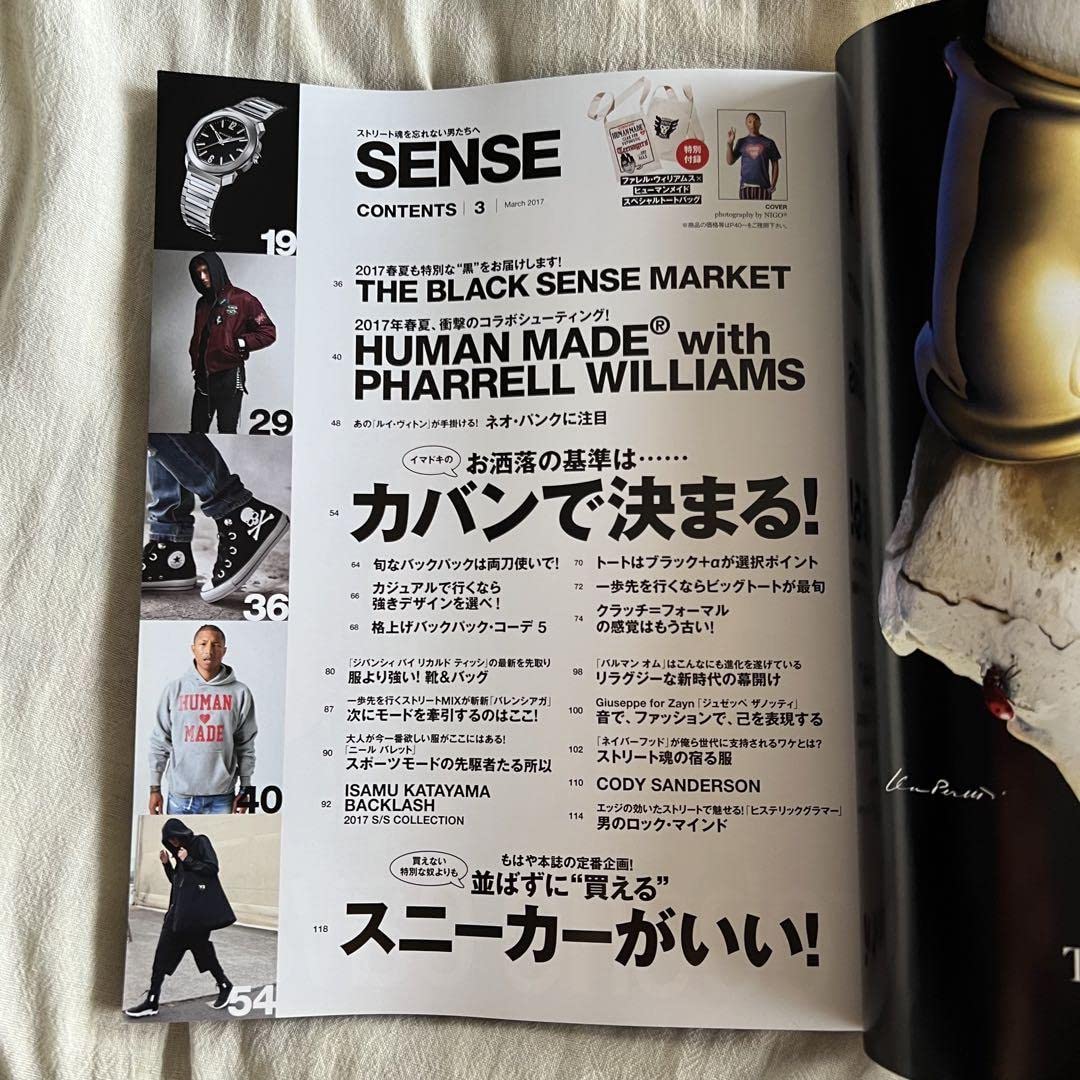 ストリート魂を忘れない男たちへ
SENSE
CONTENTS | 3 | March 2017
HUMAN MADE
特別
付録
ファレル・ウィリアムス×
ヒューマンメイド
スペシャルトートバッグ
COVER
photography by NIGO®
※商品の価格等はP40〜をご確認下さい。
19
29
36
HUMAN
MADE
40
54
2017春夏も特別な“黒”をお届けします!
36 THE BLACK SENSE MARKET
2017年春夏、衝撃のコラボシューティング!
40 HUMAN MADE® with
PHARRELL WILLIAMS
48 あの「ルイ・ヴィトン」が手掛ける! ネオ・パンクに注目
イマドキの お洒落の基準は……
54 カバンで決まる!
64 旬なバックパックは両刀使いで!
66 カジュアルで行くなら
強きデザインを選べ!
68 格上げバックパック・コーデ 5
70 トートはブラック+αが選択ポイント
72 一歩先を行くならビッグトートが最旬
74 クラッチ=フォーマル
の感覚はもう古い!
「ジバンシィ バイ リカルド ティッシ」の最新を先取り
80 服より強い! 靴&バッグ
一歩先を行くストリートMIXが斬新「バレンシアガ」
87 次にモードを牽引するのはここ!
大人が今一番欲しい服がここにはある!
90 「ニール バレット」
スポーツモードの先駆者たる所以
92 ISAMU KATAYAMA
BACKLASH
2017 S/S COLLECTION
「バルマン オム」はこんなにも進化を遂げている
98 リラグジーな新時代の幕開け
Giuseppe for Zayn「ジュゼッペ ザノッティ」
100 音で、ファッションで、己を表現する
「ネイバーフッド」が俺ら世代に支持されるワケとは?
102 ストリート魂の宿る服
110 CODY SANDERSON
エッジの効いたストリートで魅せる!「ヒステリックグラマー」
114 男のロック・マインド
買えない
特別な奴よりも
もはや本誌の定番企画!
並ばずに“買える”
118 スニーカーがいい!